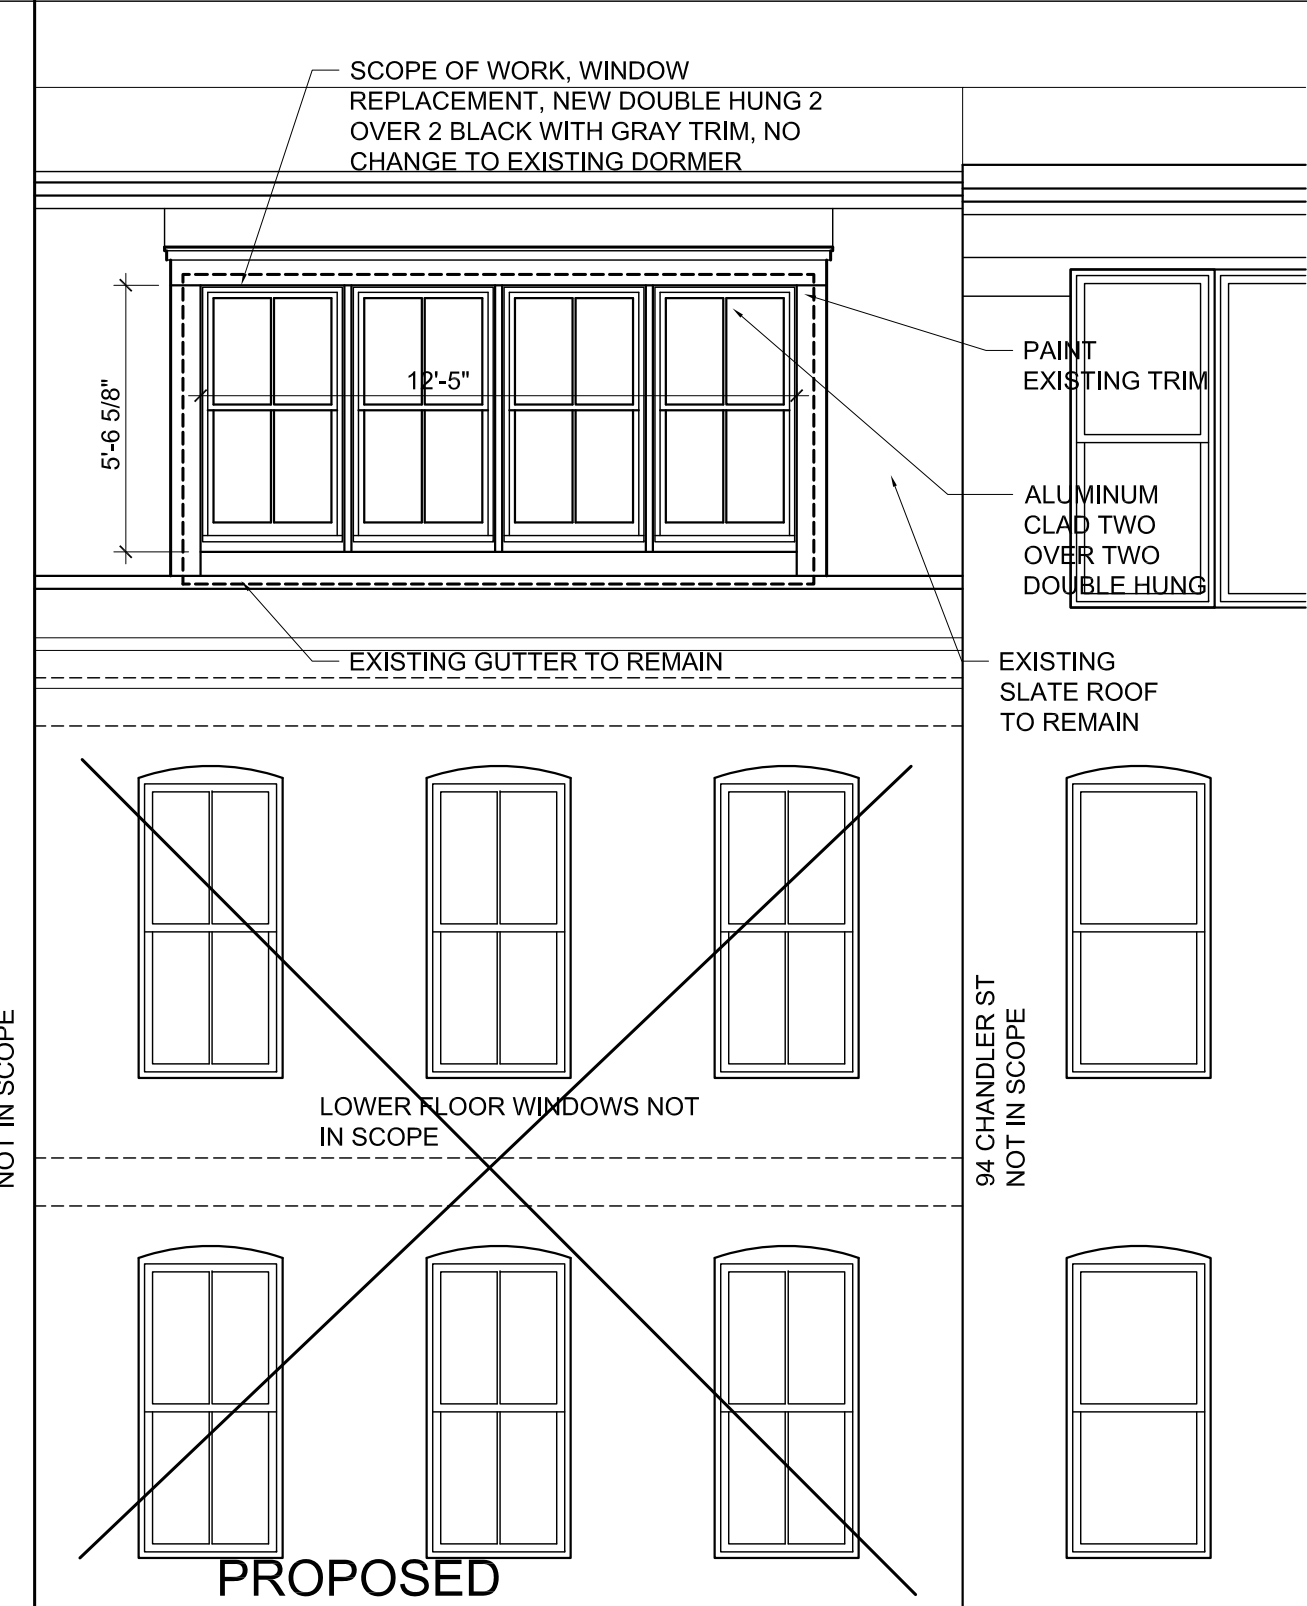 SCOPE OF WORK, WINDOW
REPLACEMENT, NEW DOUBLE HUNG 2
OVER 2 BLACK WITH GRAY TRIM, NO
CHANGE TO EXISTING DORMER
12'-5"
5'-6 5/8"
PAINT
EXISTING TRIM
ALUMINUM
CLAD TWO
OVER TWO
DOUBLE HUNG
EXISTING GUTTER TO REMAIN
EXISTING
SLATE ROOF
TO REMAIN
NOT IN SCOPE
LOWER FLOOR WINDOWS NOT
IN SCOPE
94 CHANDLER ST
NOT IN SCOPE
PROPOSED